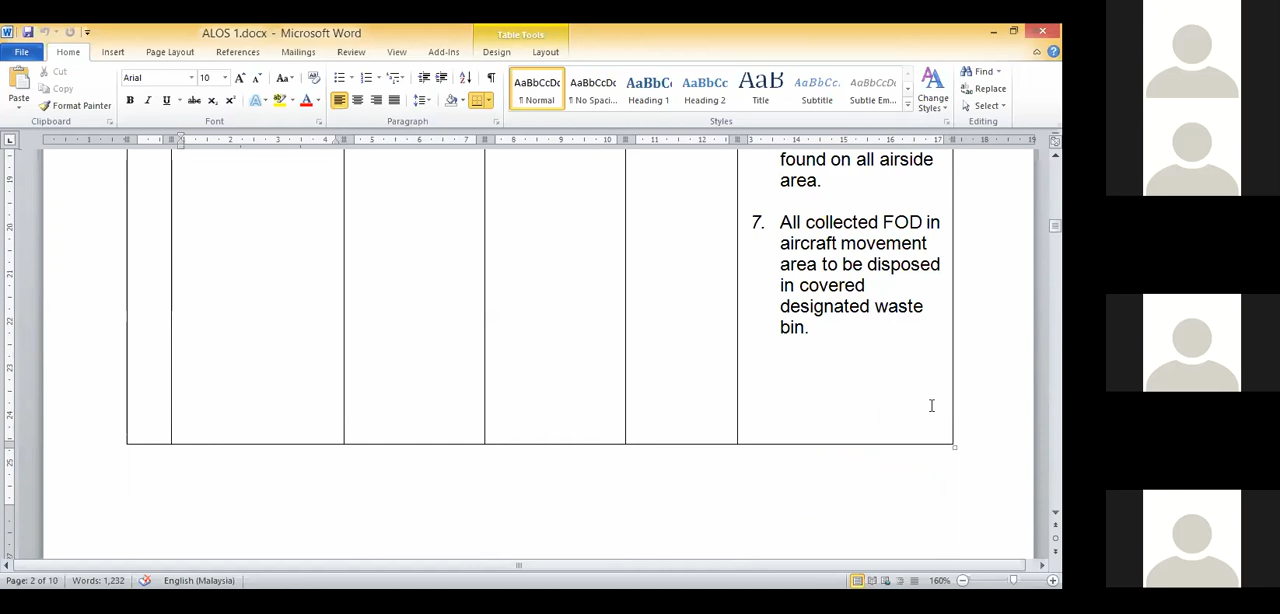 ALOS 1.docx - Microsoft Word
Table Tools
File Home Insert Page Layout References Mailings Review View Add-Ins Design Layout
Paste
Cut
Copy
Format Painter
Clipboard
Arial 10
Font
Paragraph
AaBbCcDc AaBbCcDc AaBbC AaBbCc AaB AaBbCc. AaBbCcDc
¶ Normal ¶ No Spaci... Heading 1 Heading 2 Title Subtitle Subtle Em...
Styles
Change Styles
Find
Replace
Select
Editing
found on all airside
area.
7. All collected FOD in
aircraft movement
area to be disposed
in covered
designated waste
bin.
Page: 2 of 10 Words: 1,232 English (Malaysia) 160%